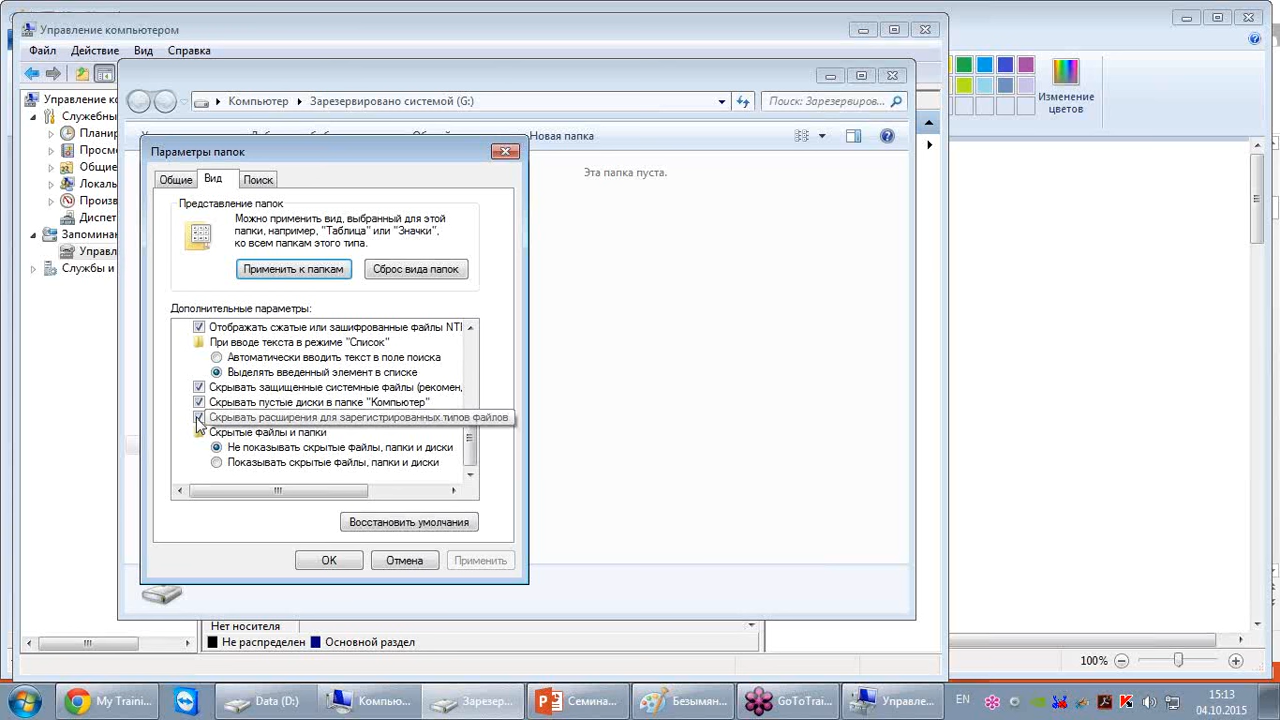 Управление компьютером
Файл Действие Вид Справка
Компьютер Зарезервировано системой (G:)
Поиск: Зарезервиров...
Новая папка
Эта папка пуста.
Изменение
цветов
Управление к
Служебны
Планир
Просмо
Общие
Локаль
Произв
Диспет
Запоминаю
Управл
Службы и
Параметры папок
Общие Вид Поиск
Представление папок
Можно применить вид, выбранный для этой
папки, например, "Таблица" или "Значки",
ко всем папкам этого типа.
Применить к папкам Сброс вида папок
Дополнительные параметры:
Отображать сжатые или зашифрованные файлы NTF
При вводе текста в режиме "Список"
Автоматически вводить текст в поле поиска
Выделять введенный элемент в списке
Скрывать защищенные системные файлы (рекомен,
Скрывать пустые диски в папке "Компьютер"
Скрывать расширения для зарегистрированных типов файлов
Скрытые файлы и папки
Не показывать скрытые файлы, папки и диски
Показывать скрытые файлы, папки и диски
Восстановить умолчания
OK Отмена Применить
Нет носителя
Не распределен Основной раздел
100%
My Traini...
Data (D:)
Компью...
Зарезер...
Семина...
Безымян...
GoToTrai...
Управле...
EN
15:13
04.10.2015